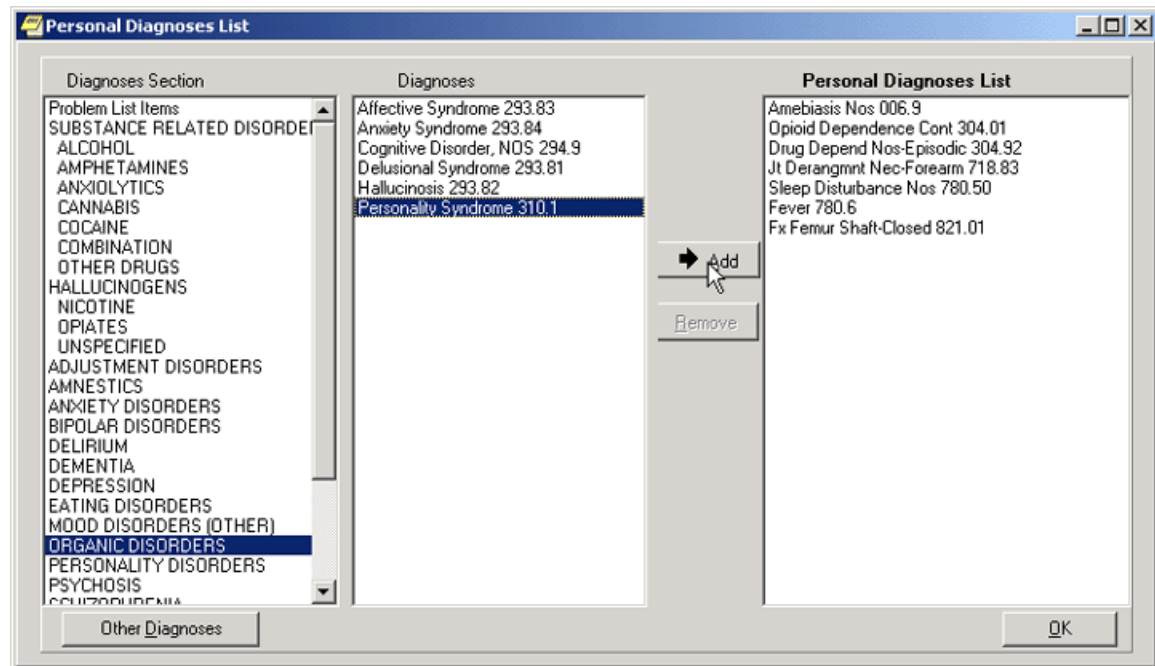 Personal Diagnoses List
Diagnoses Section
Problem List Items
SUBSTANCE RELATED DISORDE
ALCOHOL
AMPHETAMINES
ANXIOLYTICS
CANNABIS
COCAINE
COMBINATION
OTHER DRUGS
HALLUCINOGENS
NICOTINE
OPIATES
UNSPECIFIED
ADJUSTMENT DISORDERS
AMNESTICS
ANXIETY DISORDERS
BIPOLAR DISORDERS
DELIRIUM
DEMENTIA
DEPRESSION
EATING DISORDERS
MOOD DISORDERS (OTHER)
ORGANIC DISORDERS
PERSONALITY DISORDERS
PSYCHOSIS
SCHIZOPHRENIA
Other Diagnoses
Diagnoses
Affective Syndrome 293.83
Anxiety Syndrome 293.84
Cognitive Disorder, NOS 294.9
Delusional Syndrome 293.81
Hallucinosis 293.82
Personality Syndrome 310.1
Add
Remove
Personal Diagnoses List
Amebiasis Nos 006.9
Opioid Dependence Cont 304.01
Drug Depend Nos-Episodic 304.92
Jt Derangmnt Nec-Forearm 718.83
Sleep Disturbance Nos 780.50
Fever 780.6
Fx Femur Shaft-Closed 821.01
OK